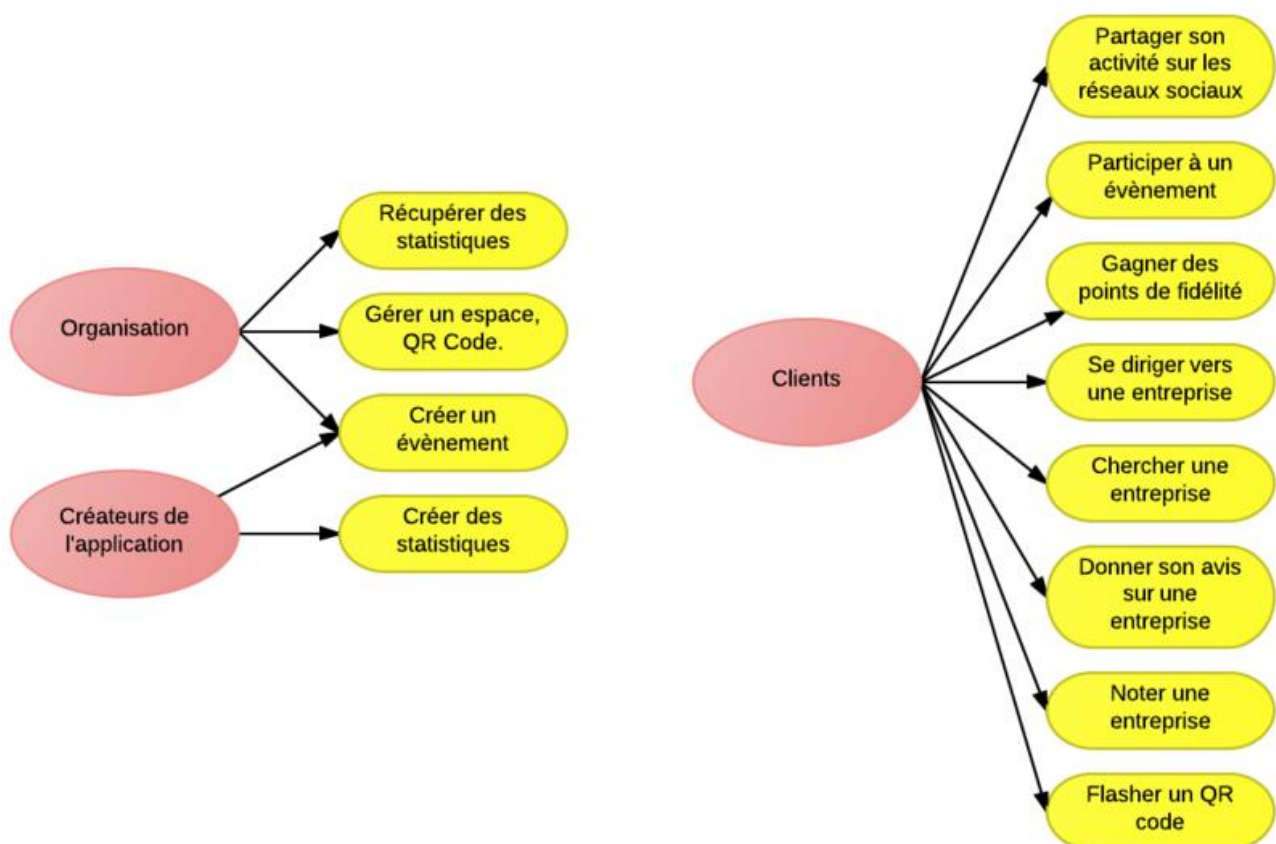 Organisation
Créateurs de
l'application
Récupérer des
statistiques
Gérer un espace,
QR Code.
Créer un
évènement
Créer des
statistiques
Clients
Partager son
activité sur les
réseaux sociaux
Participer à un
évènement
Gagner des
points de fidélité
Se diriger vers
une entreprise
Chercher une
entreprise
Donner son avis
sur une
entreprise
Noter une
entreprise
Flasher un QR
code